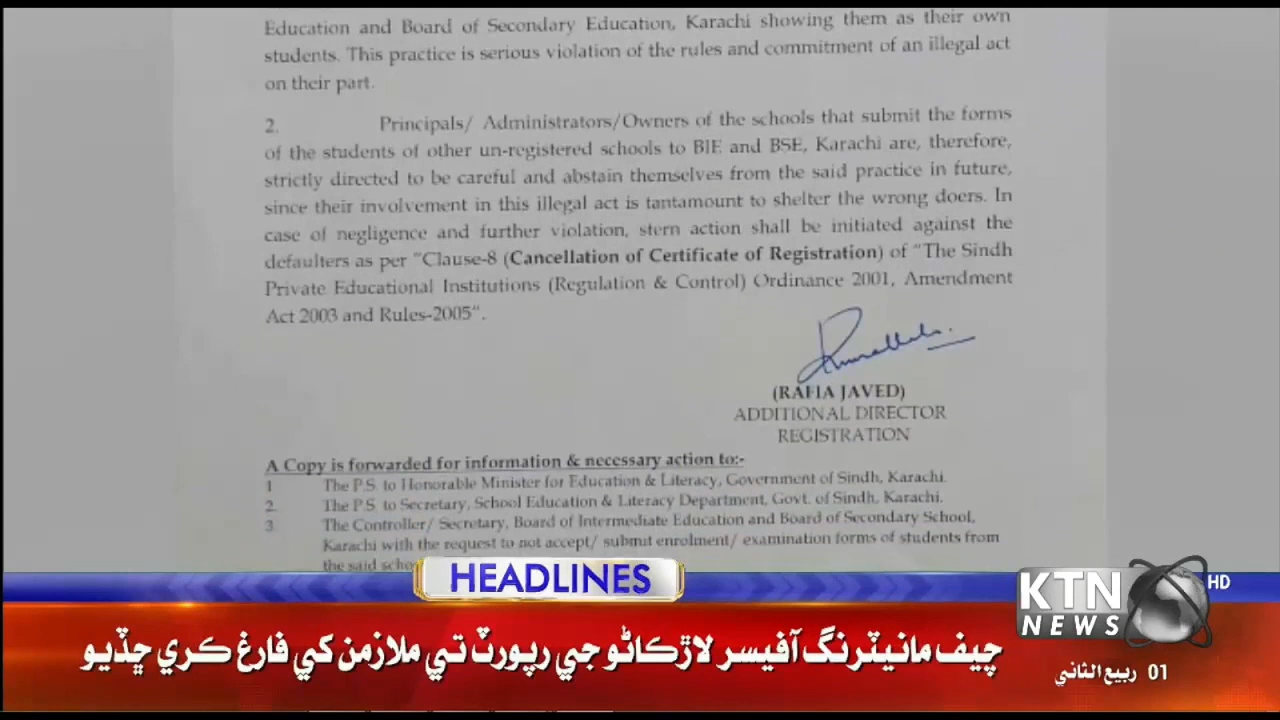 Education and Board of Secondary Education, Karachi showing them as their own
students. This practice is serious violation of the rules and commitment of an illegal act
on their part.
2. Principals/ Administrators/Owners of the schools that submit the forms
of the students of other un-registered schools to BIE and BSE, Karachi are, therefore,
strictly directed to be careful and abstain themselves from the said practice in future,
since their involvement in this illegal act is tantamount to shelter the wrong doers. In
case of negligence and further violation, stern action shall be initiated against the
defaulters as per "Clause-8 (Cancellation of Certificate of Registration) of "The Sindh
Private Educational Institutions (Regulation & Control) Ordinance 2001, Amendment
Act 2003 and Rules-2005".
(RAFIA JAVED)
ADDITIONAL DIRECTOR
REGISTRATION
A Copy is forwarded for information & necessary action to:-
1 The P.S. to Honorable Minister for Education & Literacy, Government of Sindh, Karachi.
2. The P.S. to Secretary, School Education & Literacy Department, Govt. of Sindh, Karachi.
3 The Controller/ Secretary, Board of Intermediate Education and Board of Secondary School,
Karachi with the request to not accept/ submit enrolment/ examination forms of students from
the said
HEADLINES
KTN HD
NEWS
چيف مانيٽرنگ آفيسر لاڙڪاڻو جي رپورٽ تي ملازمن کي فارغ ڪري ڇڏيو
01 ربيع الثاني